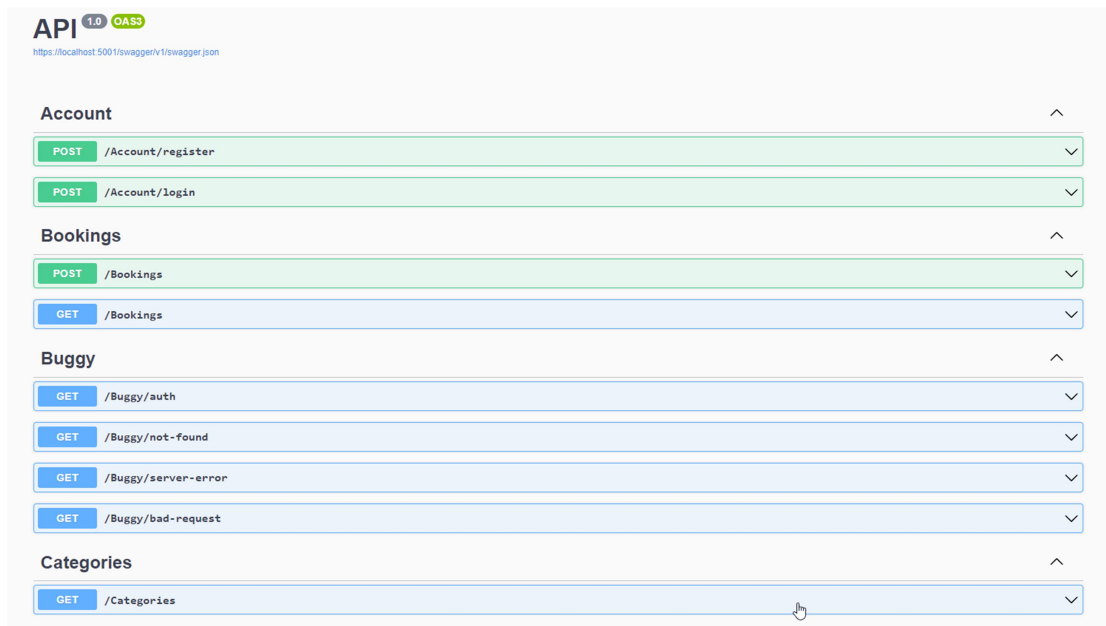 API 1.0 OAS3
https://localhost:5001/swagger/v1/swagger.json
Account
POST /Account/register
POST /Account/login
Bookings
POST /Bookings
GET /Bookings
Buggy
GET /Buggy/auth
GET /Buggy/not-found
GET /Buggy/server-error
GET /Buggy/bad-request
Categories
GET /Categories